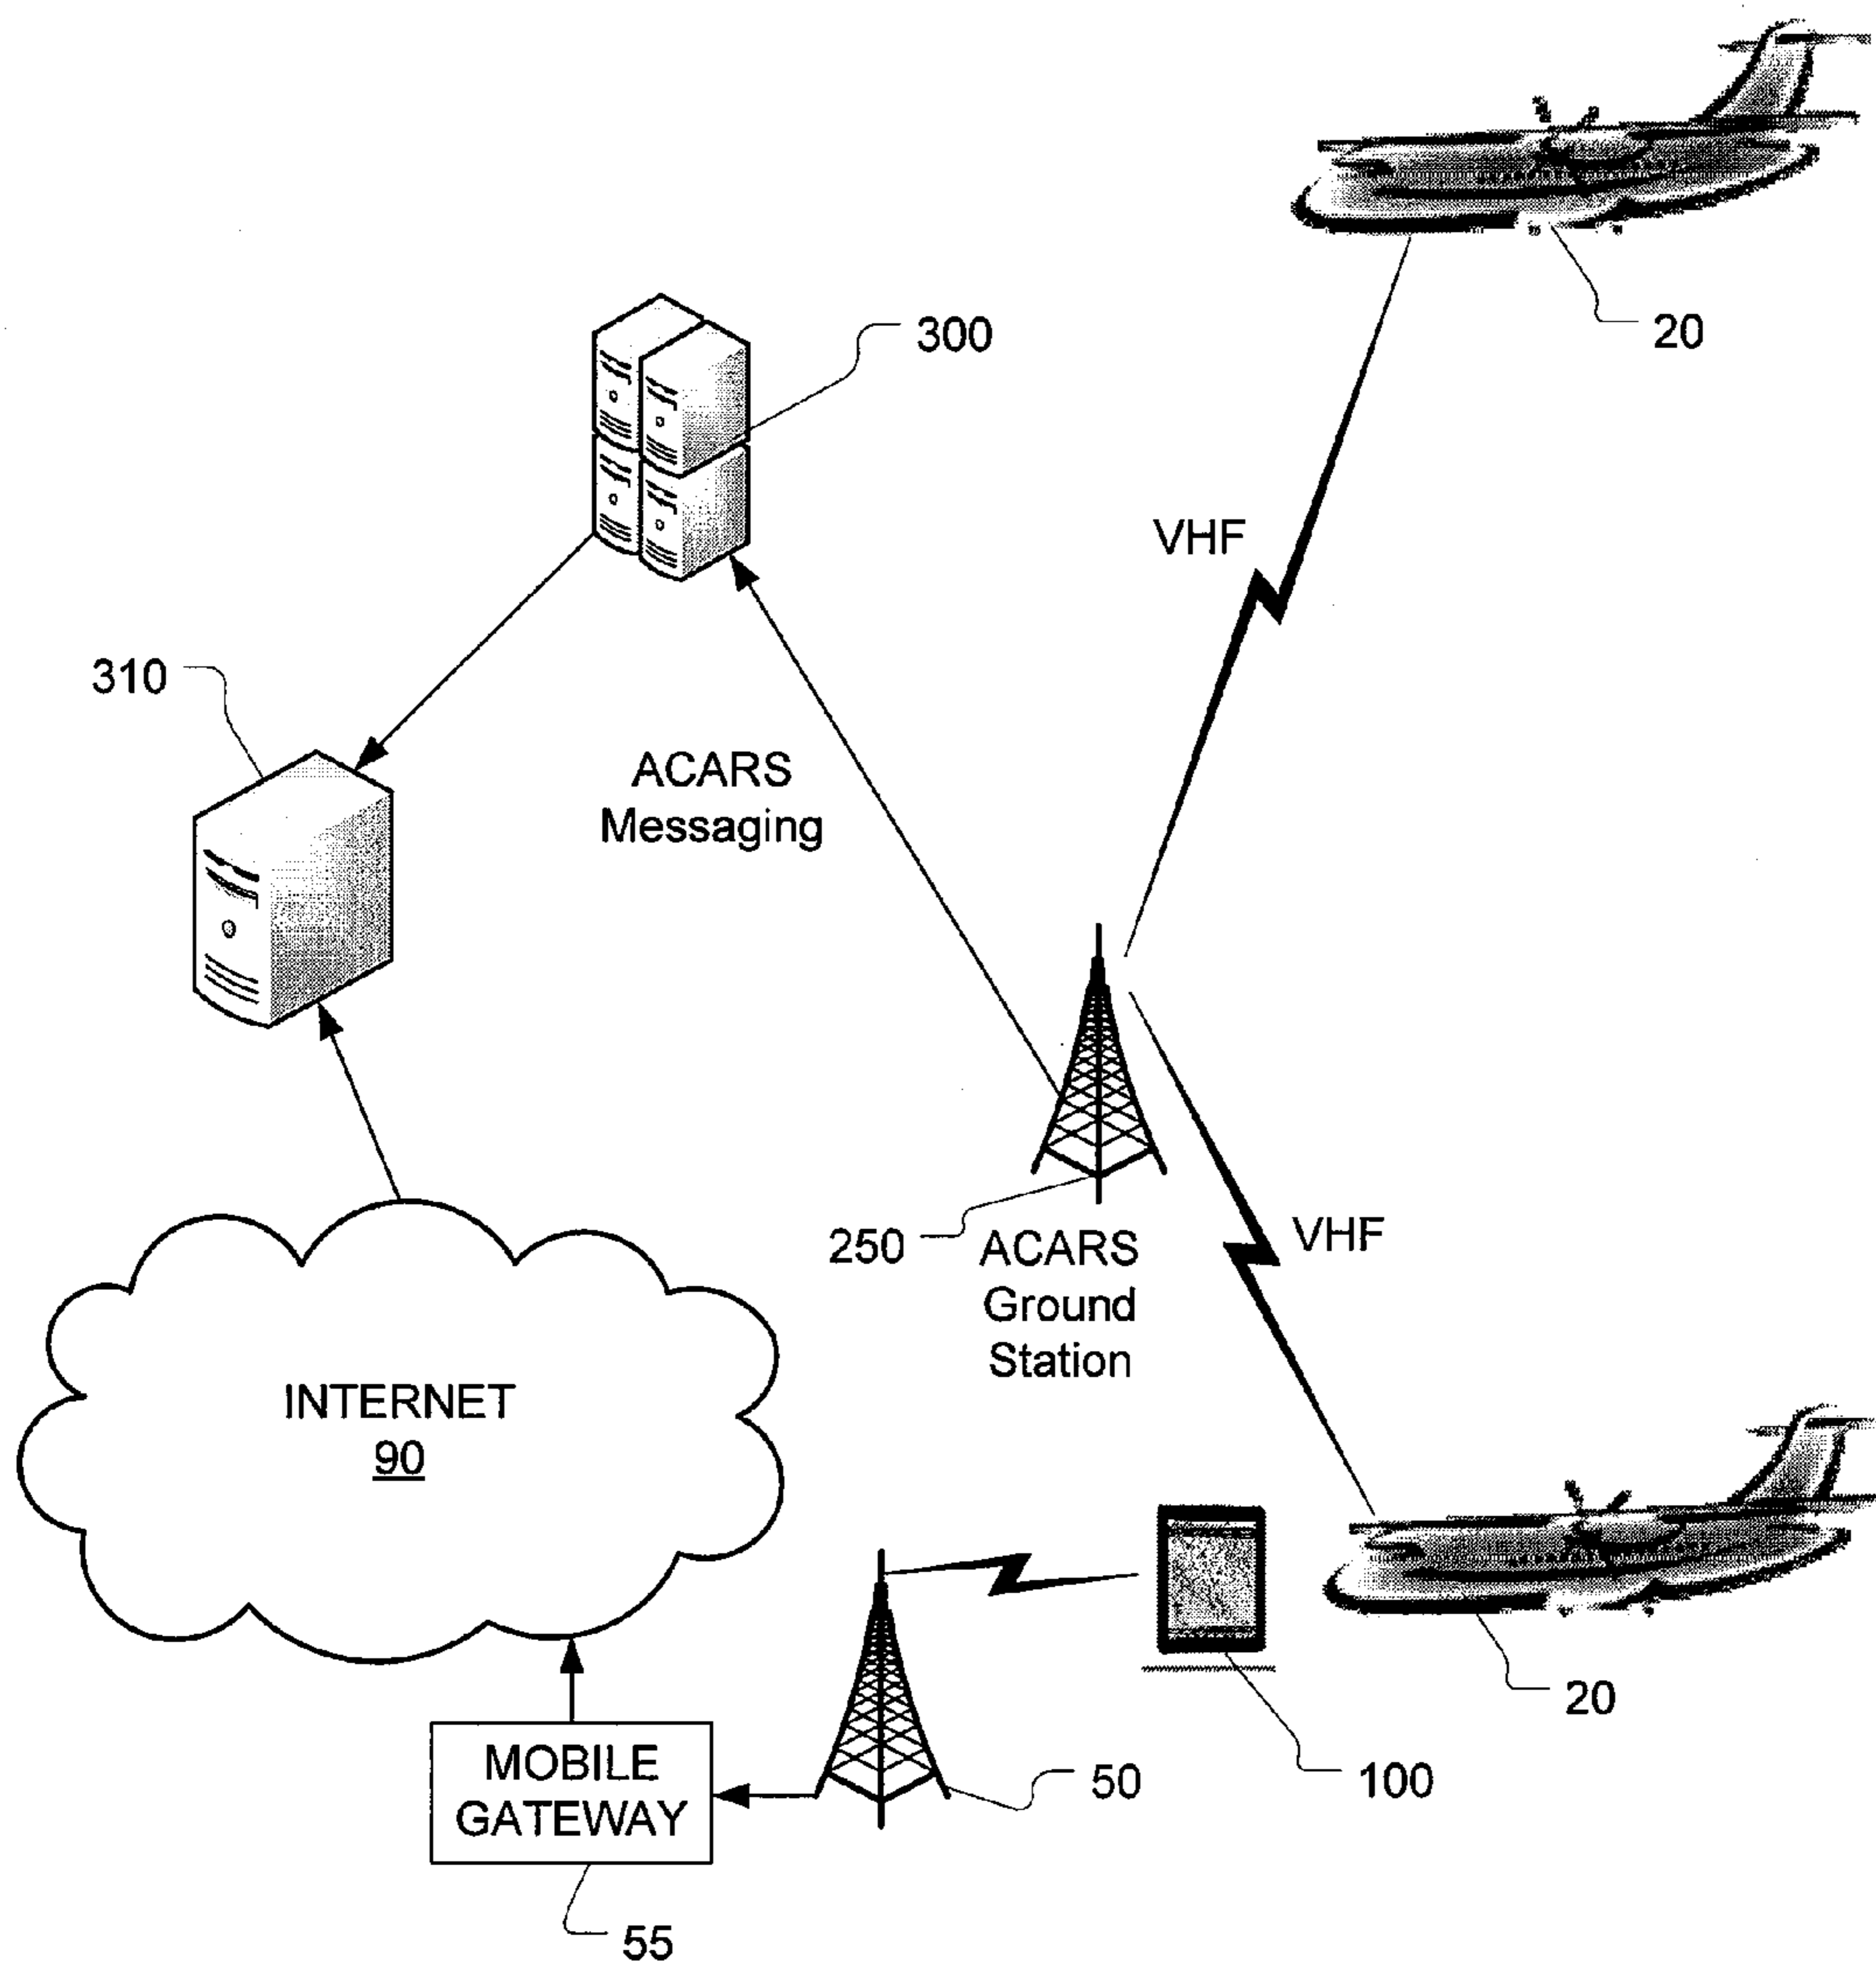 20
300
VHF
310
ACARS
Messaging
250
ACARS
Ground
Station
VHF
INTERNET
90
20
MOBILE
GATEWAY
50
100
55